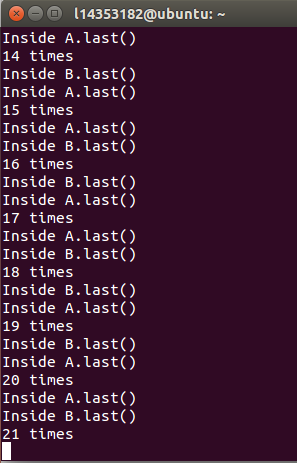 l14353182@ubuntu: ~
Inside A.last()
14 times
Inside B.last()
Inside A.last()
15 times
Inside A.last()
Inside B.last()
16 times
Inside B.last()
Inside A.last()
17 times
Inside A.last()
Inside B.last()
18 times
Inside B.last()
Inside A.last()
19 times
Inside B.last()
Inside A.last()
20 times
Inside A.last()
Inside B.last()
21 times